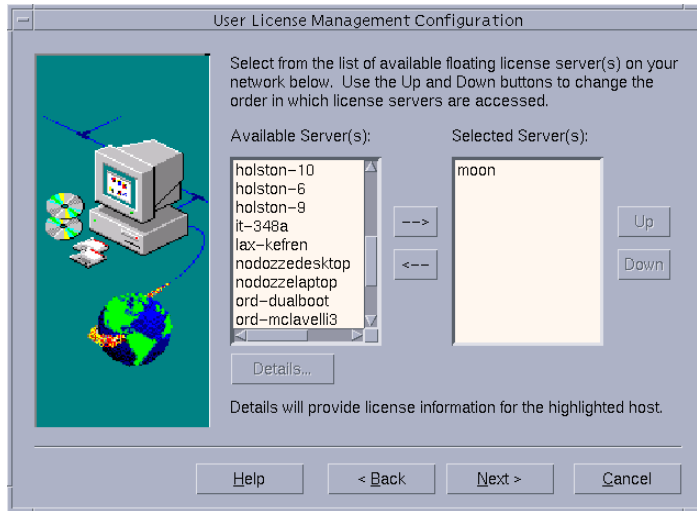 User License Management Configuration
Select from the list of available floating license server(s) on your
network below.  Use the Up and Down buttons to change the
order in which license servers are accessed.
Available Server(s):
Selected Server(s):
holston-10
holston-6
holston-9
it-348a
lax-kefren
nodozzedesktop
nodozzelaptop
ord-dualboot
ord-mclavelli3
moon
-->
<--
Up
Down
Details...
Details will provide license information for the highlighted host.
Help
< Back
Next >
Cancel